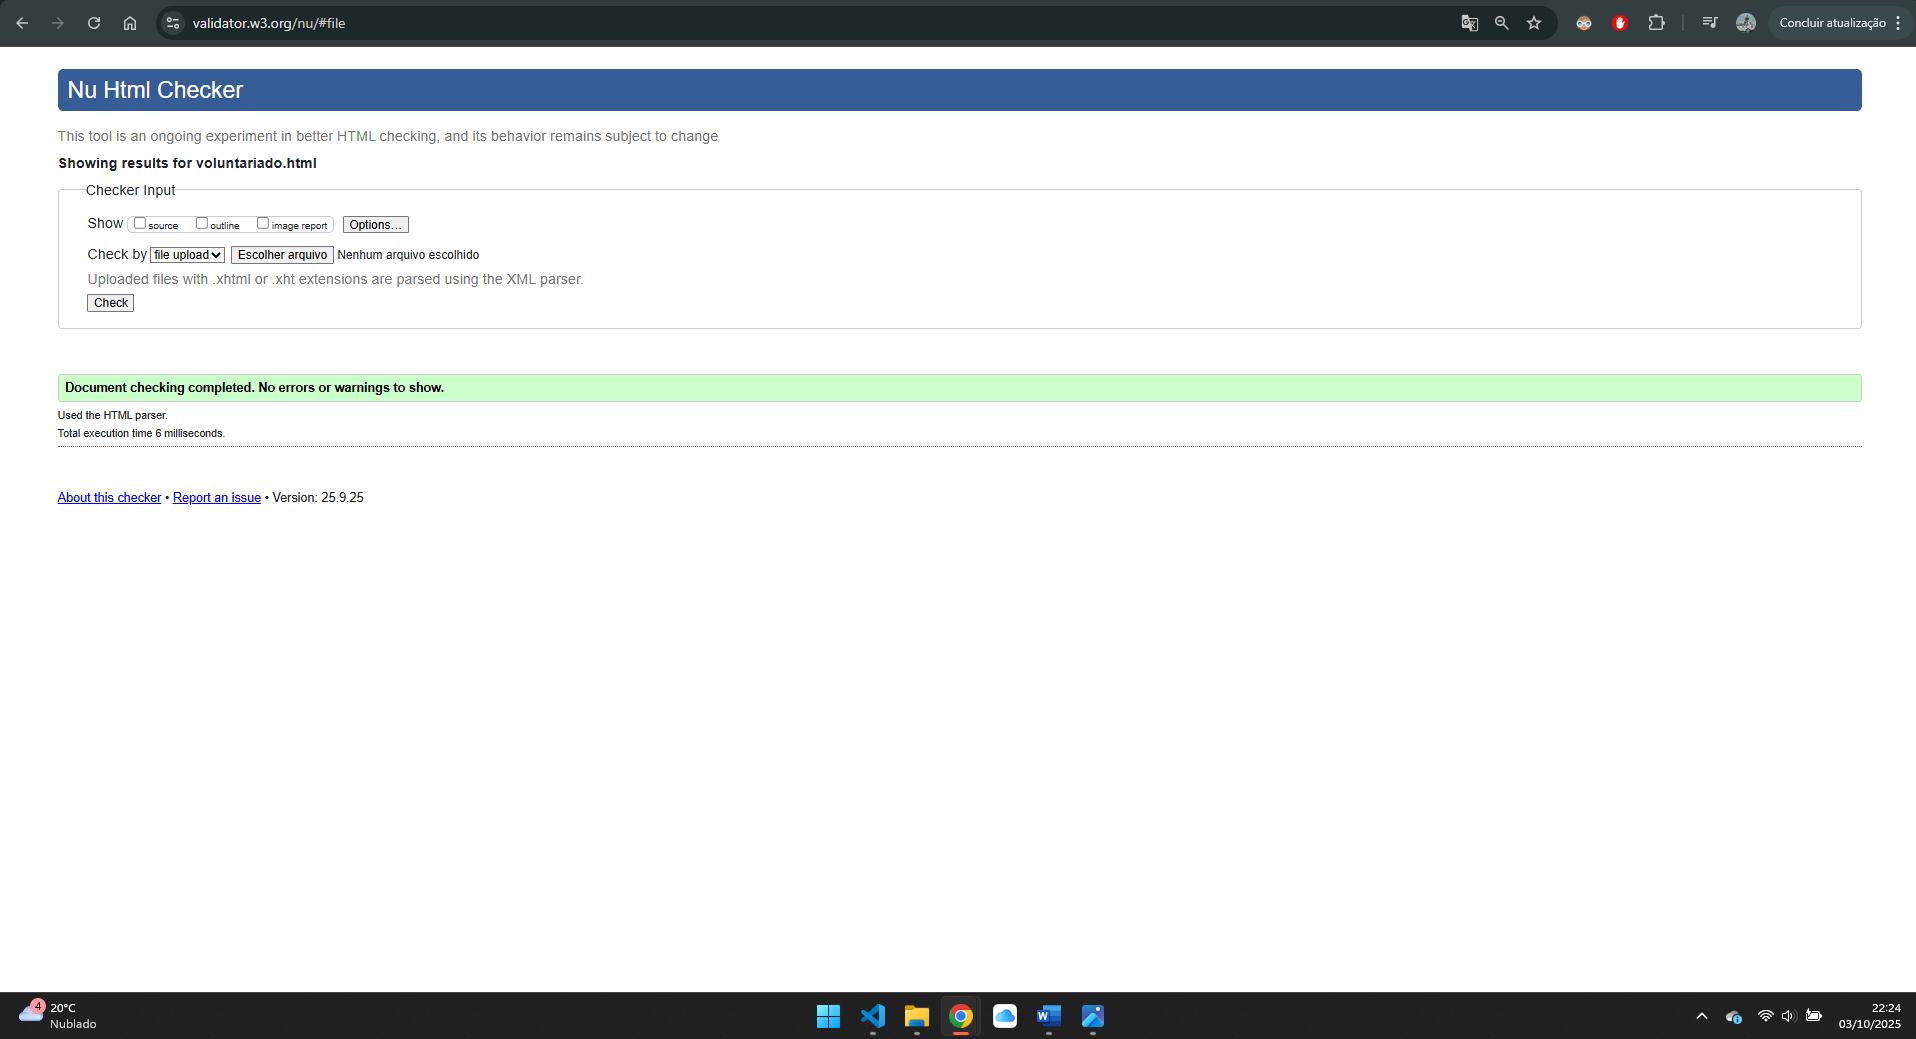 validator.w3.org/nu/#file
Concluir atualização
Nu Html Checker
This tool is an ongoing experiment in better HTML checking, and its behavior remains subject to change
Showing results for voluntariado.html
Checker Input
Show source outline image report Options...
Check by file upload Escolher arquivo Nenhum arquivo escolhido
Uploaded files with .xhtml or .xht extensions are parsed using the XML parser.
Check
Document checking completed. No errors or warnings to show.
Used the HTML parser.
Total execution time 6 milliseconds.
About this checker • Report an issue • Version: 25.9.25
4
20°C
Nublado
W
22:24
03/10/2025